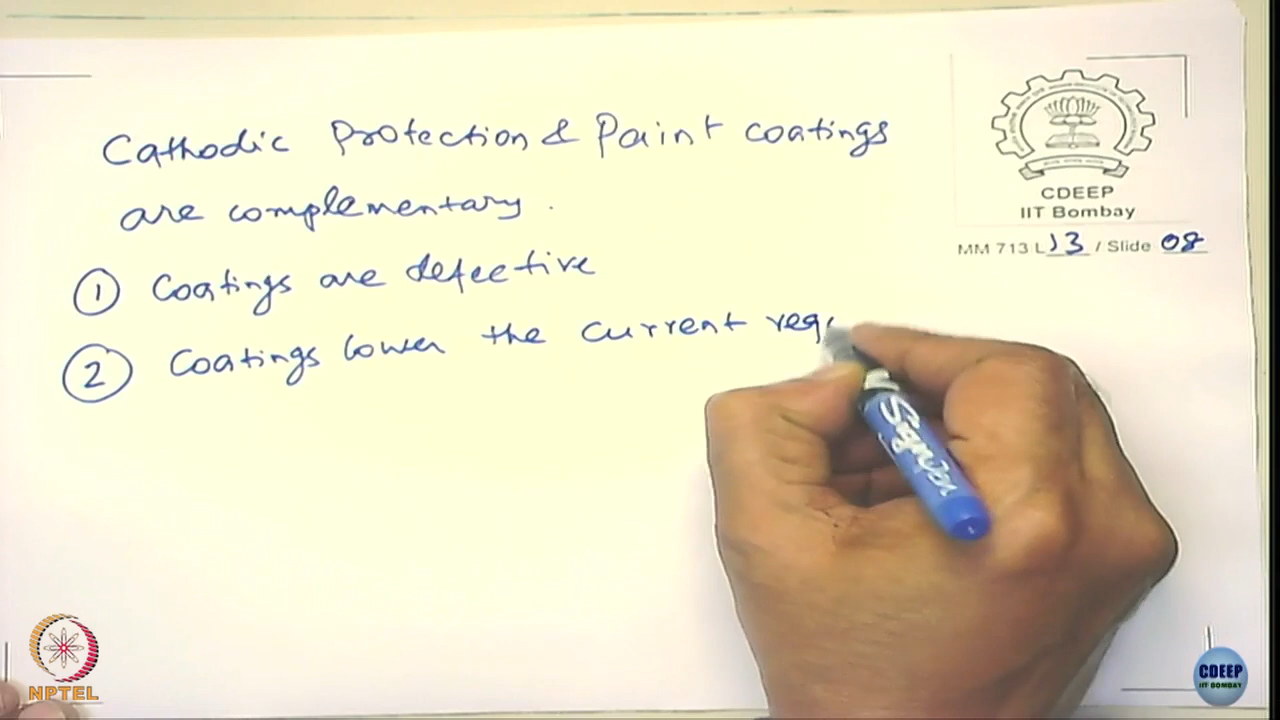 Cathodic Protection & Paint coatings
are complementary.
① Coatings are defective
② Coatings lower the current req
CDEEP
IIT Bombay
MM 713 L 13 / Slide 08
Signpen
NPTEL
CDEEP
IIT BOMBAY